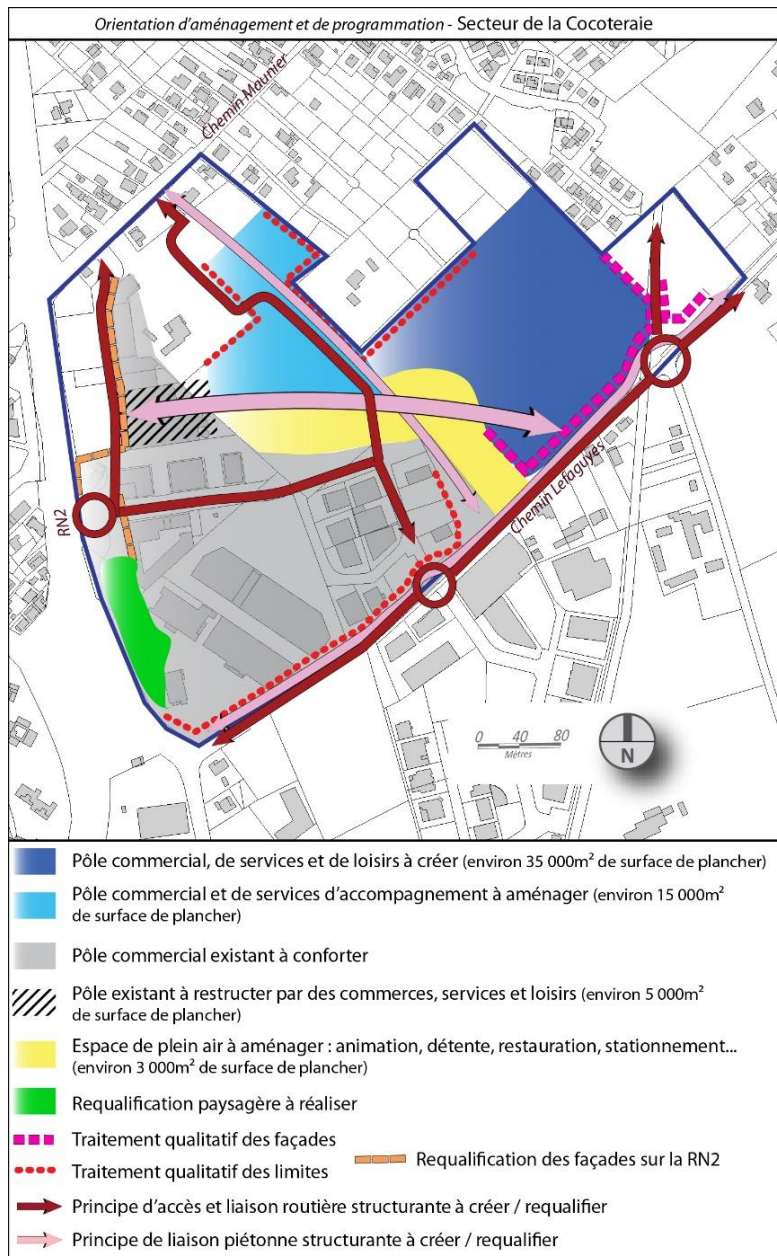 Orientation d'aménagement et de programmation - Secteur de la Cocoteraie
Chemin Maunier
RN2
Chemin Lefaguyès
0 40 80
Mètres
N
Pôle commercial, de services et de loisirs à créer (environ 35 000m² de surface de plancher)
Pôle commercial et de services d'accompagnement à aménager (environ 15 000m²
de surface de plancher)
Pôle commercial existant à conforter
Pôle existant à restructer par des commerces, services et loisirs (environ 5 000m²
de surface de plancher)
Espace de plein air à aménager : animation, détente, restauration, stationnement...
(environ 3 000m² de surface de plancher)
Requalification paysagère à réaliser
Traitement qualitatif des façades
Requalification des façades sur la RN2
Traitement qualitatif des limites
Principe d'accès et liaison routière structurante à créer / requalifier
Principe de liaison piétonne structurante à créer / requalifier